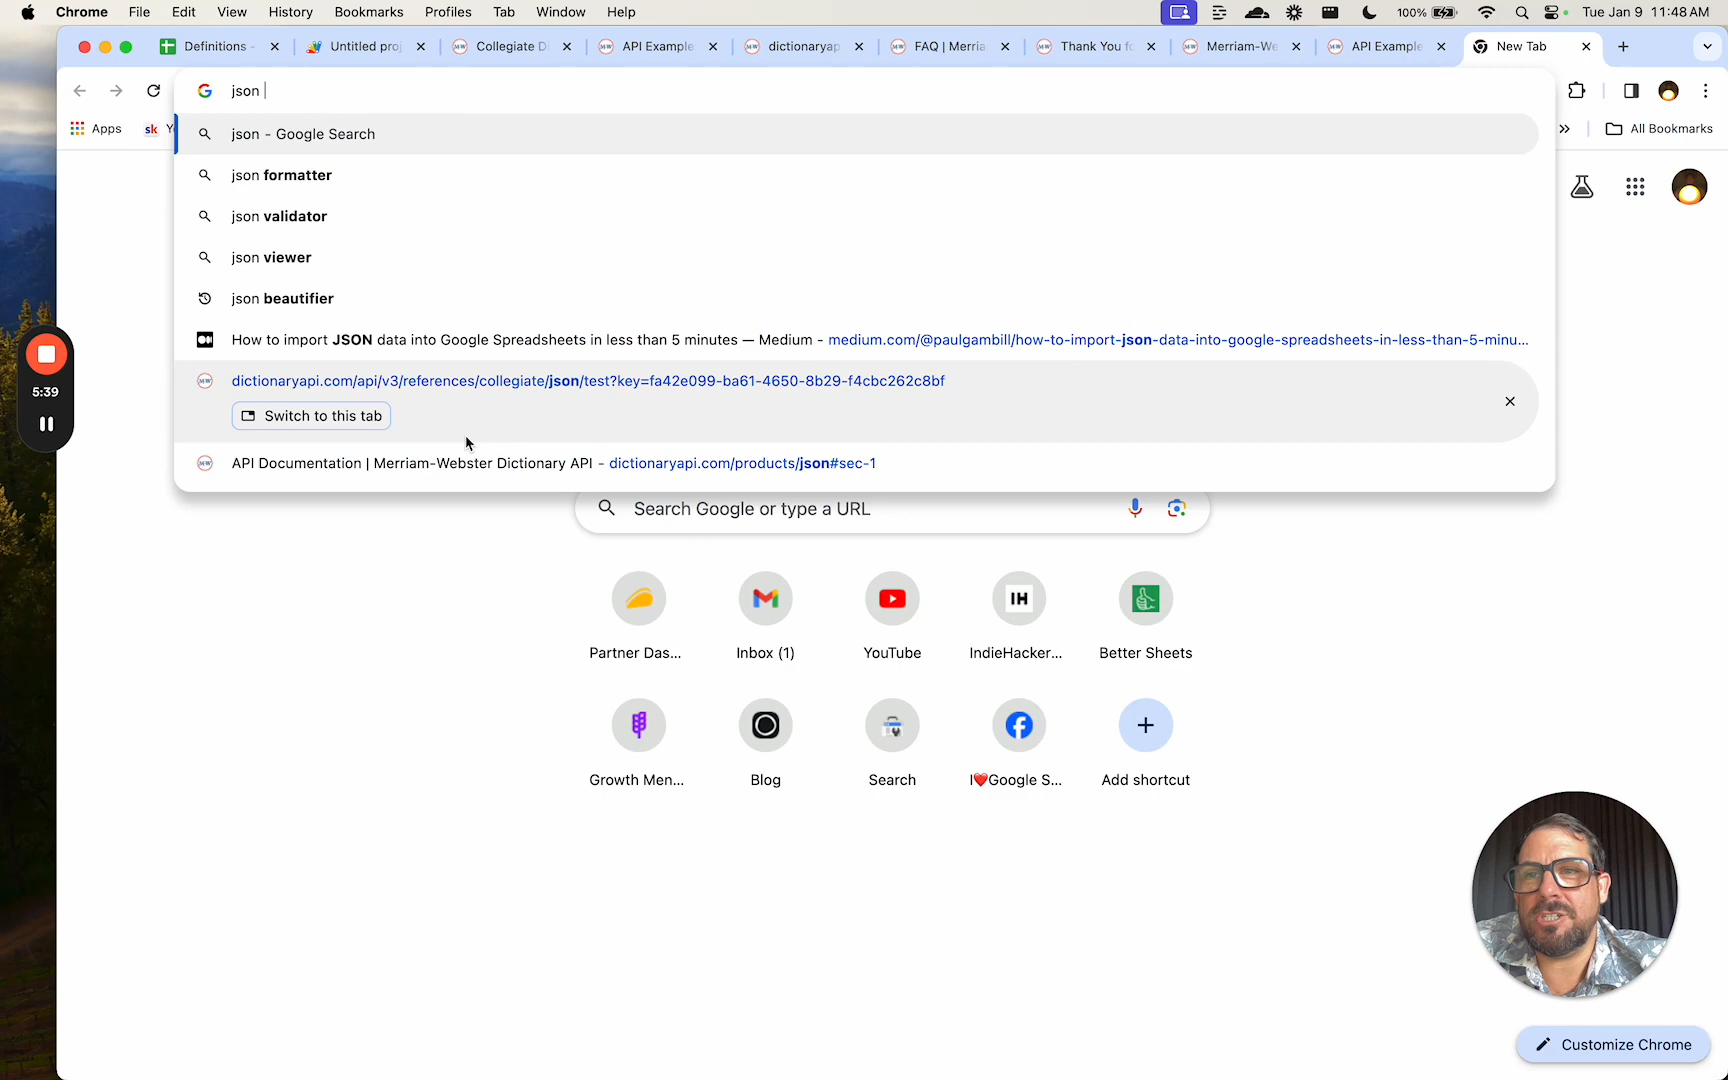 Chrome File Edit View History Bookmarks Profiles Tab Window Help 100% Tue Jan 9 11:48 AM
Definitions - Untitled proj Collegiate D API Example dictionaryap FAQ | Merria Thank You fo Merriam-We API Example New Tab
json
Apps sk Y All Bookmarks
json - Google Search
json formatter
json validator
json viewer
json beautifier
How to import JSON data into Google Spreadsheets in less than 5 minutes — Medium - medium.com/@paulgambill/how-to-import-json-data-into-google-spreadsheets-in-less-than-5-minu...
dictionaryapi.com/api/v3/references/collegiate/json/test?key=fa42e099-ba61-4650-8b29-f4cbc262c8bf
Switch to this tab
API Documentation | Merriam-Webster Dictionary API - dictionaryapi.com/products/json#sec-1
5:39
Search Google or type a URL
IH
Partner Das... Inbox (1) YouTube IndieHacker... Better Sheets
Growth Men... Blog Search I❤️Google S... Add shortcut
Customize Chrome